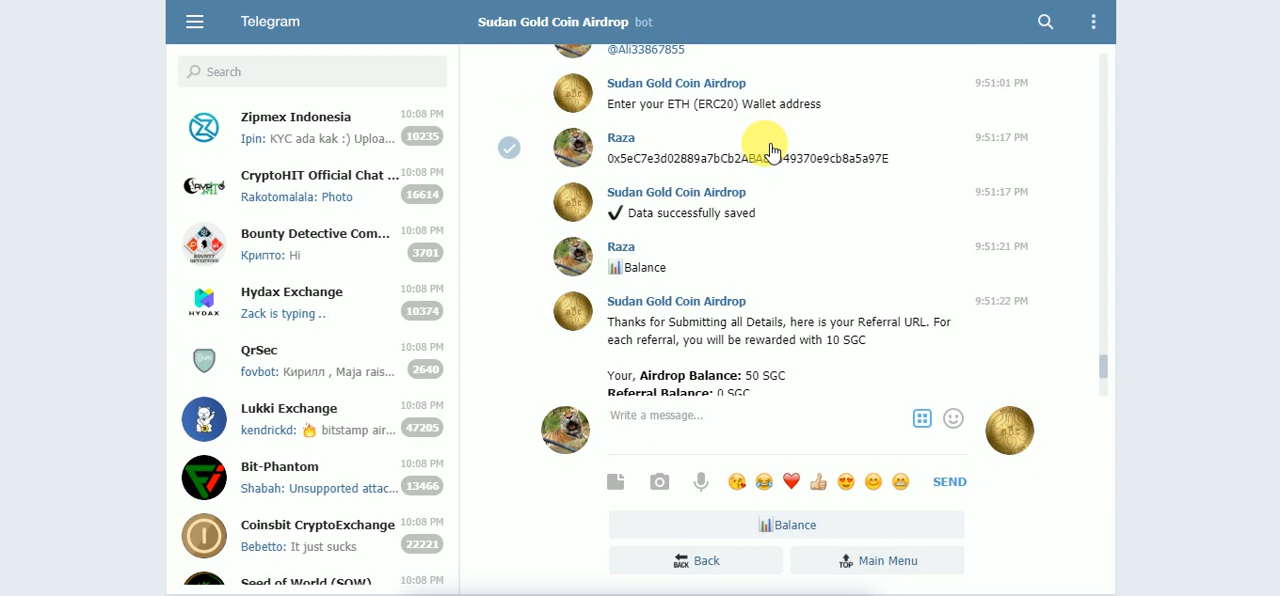 Telegram
Sudan Gold Coin Airdrop bot
Search
Zipmex Indonesia 10:08 PM
Ipin: KYC ada kak :) Uploa... 10235
CryptoHIT Official Chat ... 10:08 PM
Rakotomalala: Photo 16614
Bounty Detective Com... 10:08 PM
Крипто: Hi 3701
Hydax Exchange 10:08 PM
Zack is typing .. 10374
HYDAX
QrSec 10:08 PM
fovbot: Кирилл , Maja rais... 2640
Lukki Exchange 10:08 PM
kendrickd: 🔥 bitstamp air... 47205
Bit-Phantom 10:08 PM
Shabah: Unsupported attac... 13466
Coinsbit CryptoExchange 10:08 PM
Bebetto: It just sucks 22221
Seed of World (SOW) 10:08 PM
@Ali33867855
Sudan Gold Coin Airdrop 9:51:01 PM
Enter your ETH (ERC20) Wallet address
Raza 9:51:17 PM
Sudan Gold Coin Airdrop 9:51:17 PM
✔ Data successfully saved
Raza 9:51:21 PM
📊Balance
Sudan Gold Coin Airdrop 9:51:22 PM
Thanks for Submitting all Details, here is your Referral URL. For
each referral, you will be rewarded with 10 SGC
Your, Airdrop Balance: 50 SGC
Referral Balance: 0 SGC
Write a message...
SEND
📊Balance
BACK Back
TOP Main Menu